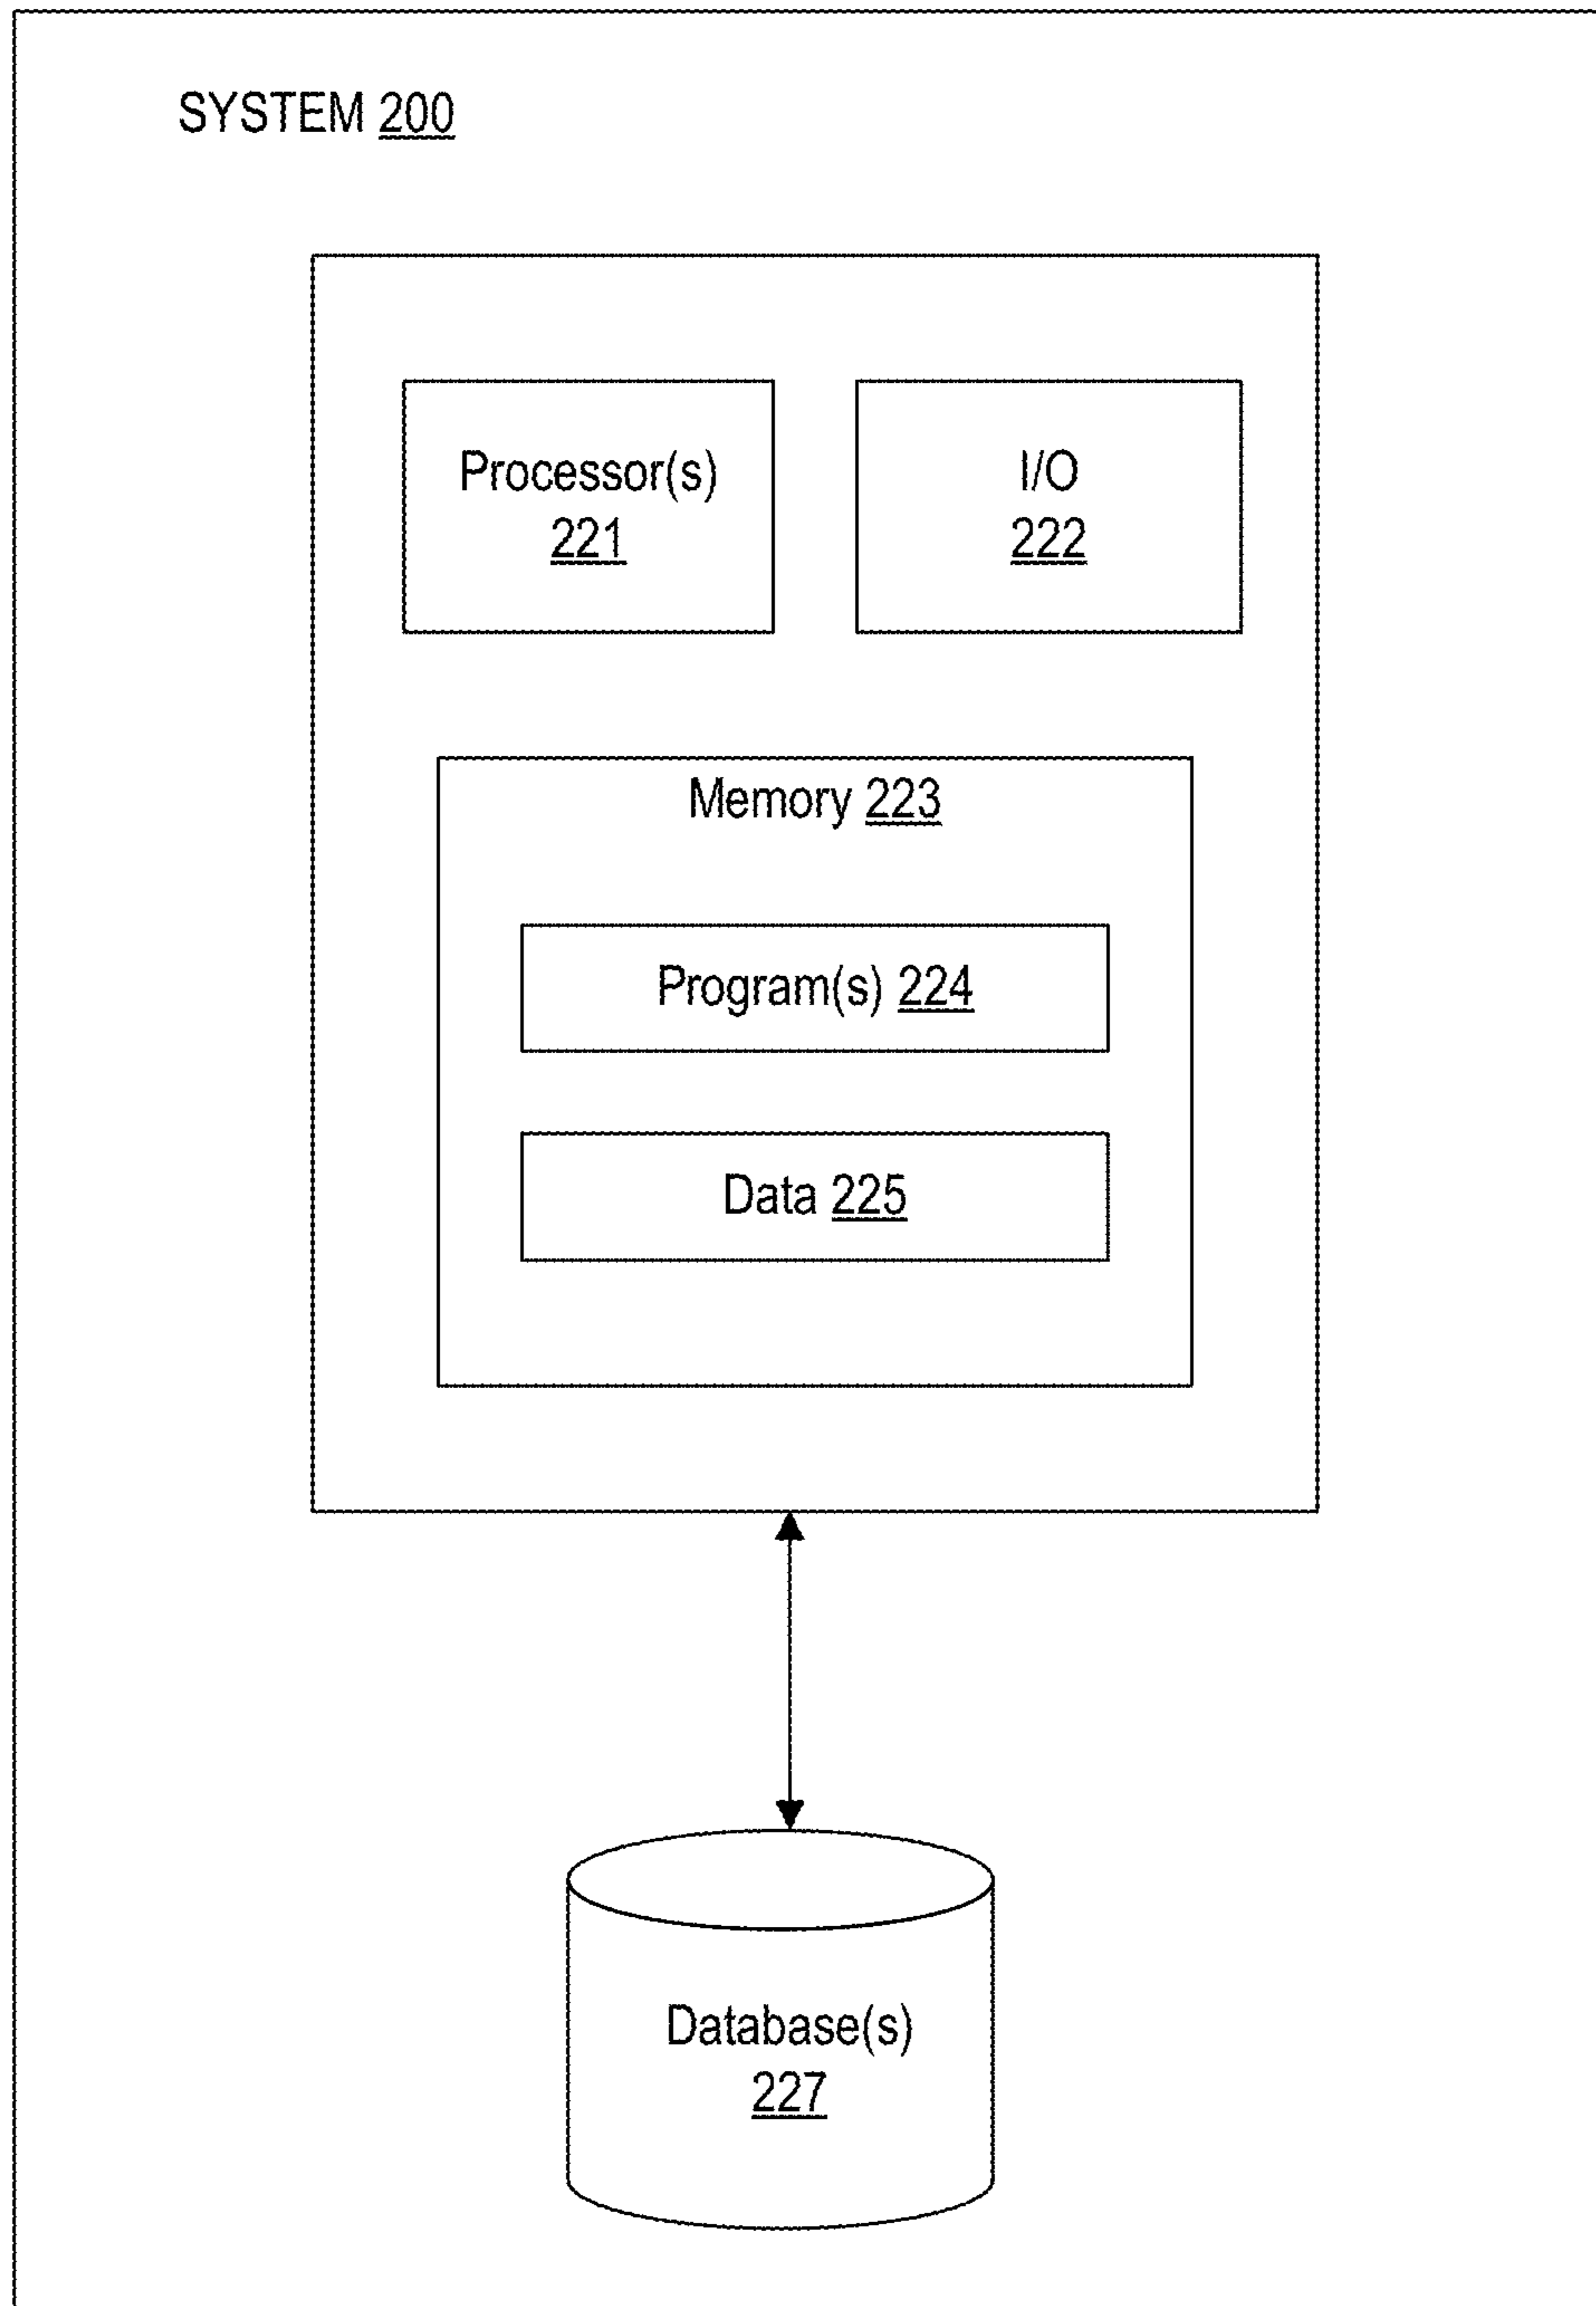 SYSTEM 200
Processor(s)
221
I/O
222
Memory 223
Program(s) 224
Data 225
Database(s)
227